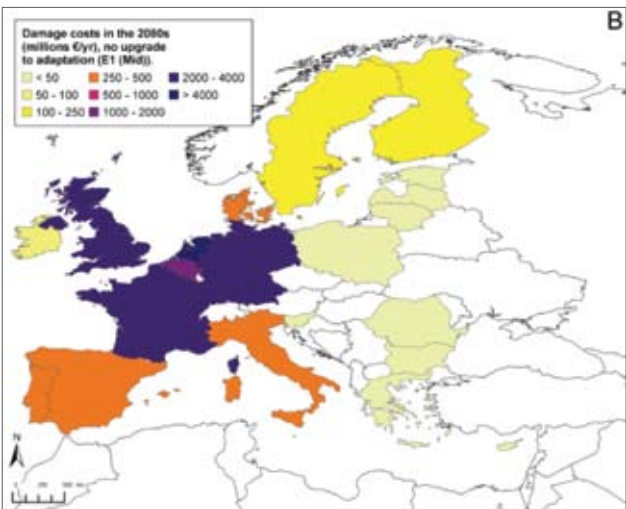 B
Damage costs in the 2080s
(millions €/yr), no upgrade
to adaptation (E1 (Mid)).
< 50 250 - 500 2000 - 4000
50 - 100 500 - 1000 > 4000
100 - 250 1000 - 2000
N
0